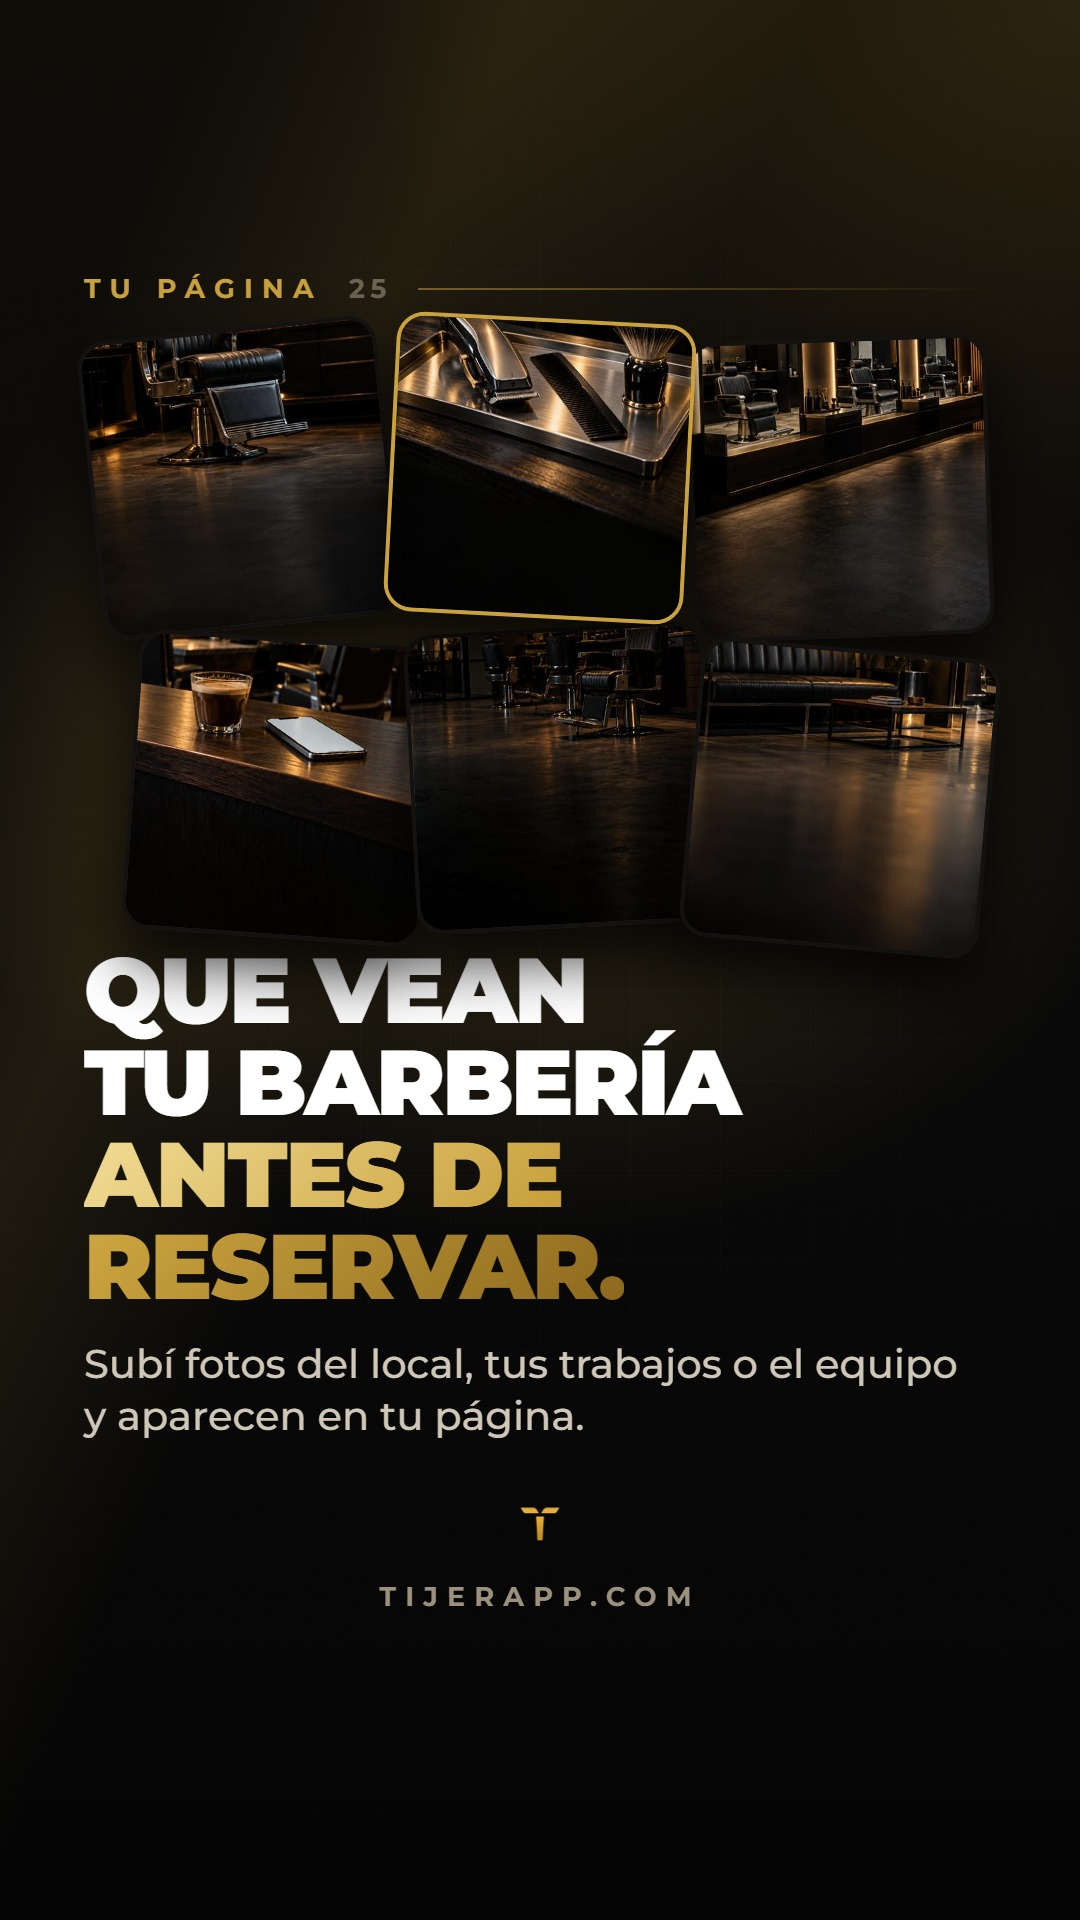 TU PÁGINA 25
QUE VEAN
TU BARBERÍA
ANTES DE
RESERVAR.
Subí fotos del local, tus trabajos o el equipo
y aparecen en tu página.
TIJERAPP.COM